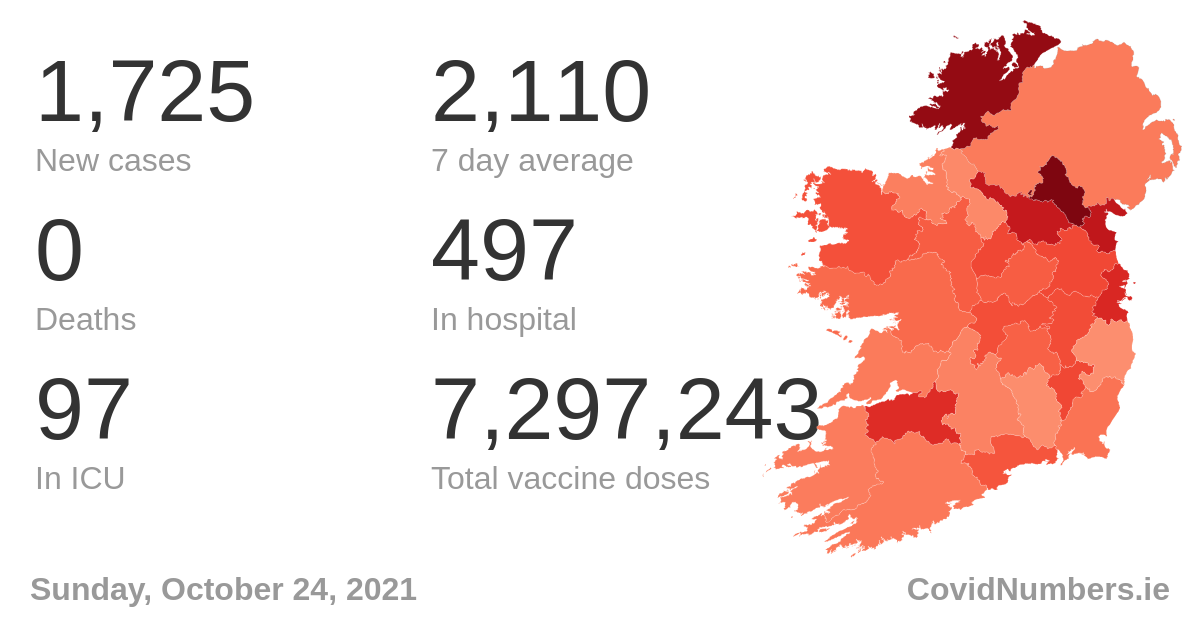 1,725
2,110
New cases
7 day average
0
497
Deaths
In hospital
97
7,297,243
In ICU
Total vaccine doses
Sunday, October 24, 2021
CovidNumbers.ie